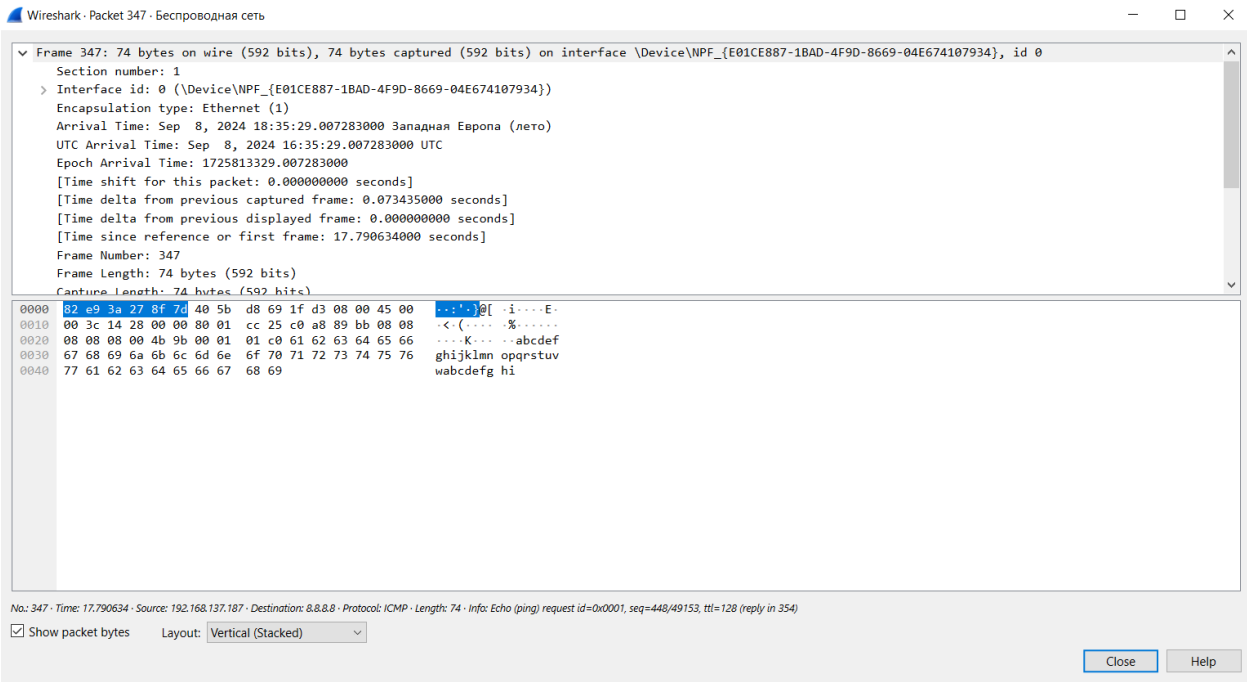 Wireshark · Packet 347 · Беспроводная сеть
Frame 347: 74 bytes on wire (592 bits), 74 bytes captured (592 bits) on interface \Device\NPF_{E01CE887-1BAD-4F9D-8669-04E674107934}, id 0
Section number: 1
Interface id: 0 (\Device\NPF_{E01CE887-1BAD-4F9D-8669-04E674107934})
Encapsulation type: Ethernet (1)
Arrival Time: Sep  8, 2024 18:35:29.007283000 Западная Европа (лето)
UTC Arrival Time: Sep  8, 2024 16:35:29.007283000 UTC
Epoch Arrival Time: 1725813329.007283000
[Time shift for this packet: 0.000000000 seconds]
[Time delta from previous captured frame: 0.073435000 seconds]
[Time delta from previous displayed frame: 0.000000000 seconds]
[Time since reference or first frame: 17.790634000 seconds]
Frame Number: 347
Frame Length: 74 bytes (592 bits)
Capture Length: 74 bytes (592 bits)
0000 82 e9 3a 27 8f 7d 40 5b d8 69 1f d3 08 00 45 00 ··:'·}@[ ·i····E·
0010 00 3c 14 28 00 00 80 01 cc 25 c0 a8 89 bb 08 08 ·<·(···· ·%······
0020 08 08 08 00 4b 9b 00 01 01 c0 61 62 63 64 65 66 ····K··· ··abcdef
0030 67 68 69 6a 6b 6c 6d 6e 6f 70 71 72 73 74 75 76 ghijklmn opqrstuv
0040 77 61 62 63 64 65 66 67 68 69 wabcdefg hi
No.: 347 · Time: 17.790634 · Source: 192.168.137.187 · Destination: 8.8.8.8 · Protocol: ICMP · Length: 74 · Info: Echo (ping) request id=0x0001, seq=448/49153, ttl=128 (reply in 354)
Show packet bytes Layout: Vertical (Stacked)
Close Help